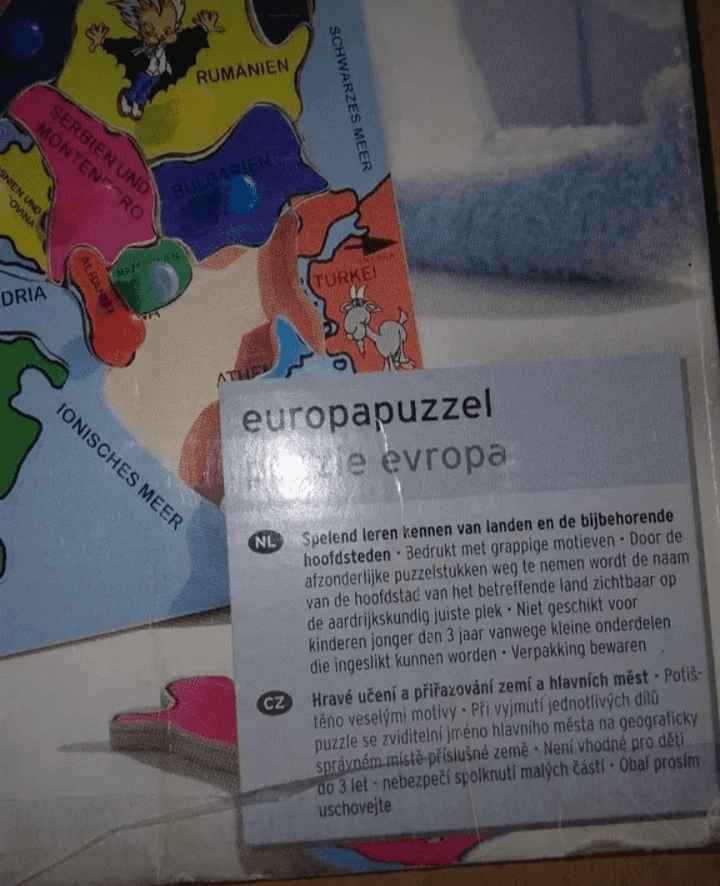 RUMÄNIEN
SCHWARZES MEER
SERBIEN UND
MONTENEGRO
BULGARIEN
ALBANIEN
TÜRKEI
DRIA
ATHE
IONISCHES MEER
europapuzzel
evropa
NL Spelend leren kennen van landen en de bijbehorende
hoofdsteden · Bedrukt met grappige motieven · Door de
afzonderlijke puzzelstukken weg te nemen wordt de naam
van de hoofdstad van het betreffende land zichtbaar op
de aardrijkskundig juiste plek · Niet geschikt voor
kinderen jonger dan 3 jaar vanwege kleine onderdelen
die ingeslikt kunnen worden · Verpakking bewaren
CZ Hravé učení a přiřazování zemí a hlavních měst · Potiš-
těno veselými motivy · Při vyjmutí jednotlivých dílů
puzzle se zviditelní jméno hlavního města na geograficky
správném místě příslušné země · Není vhodné pro děti
do 3 let - nebezpečí spolknutí malých částí · Obal prosím
uschovejte